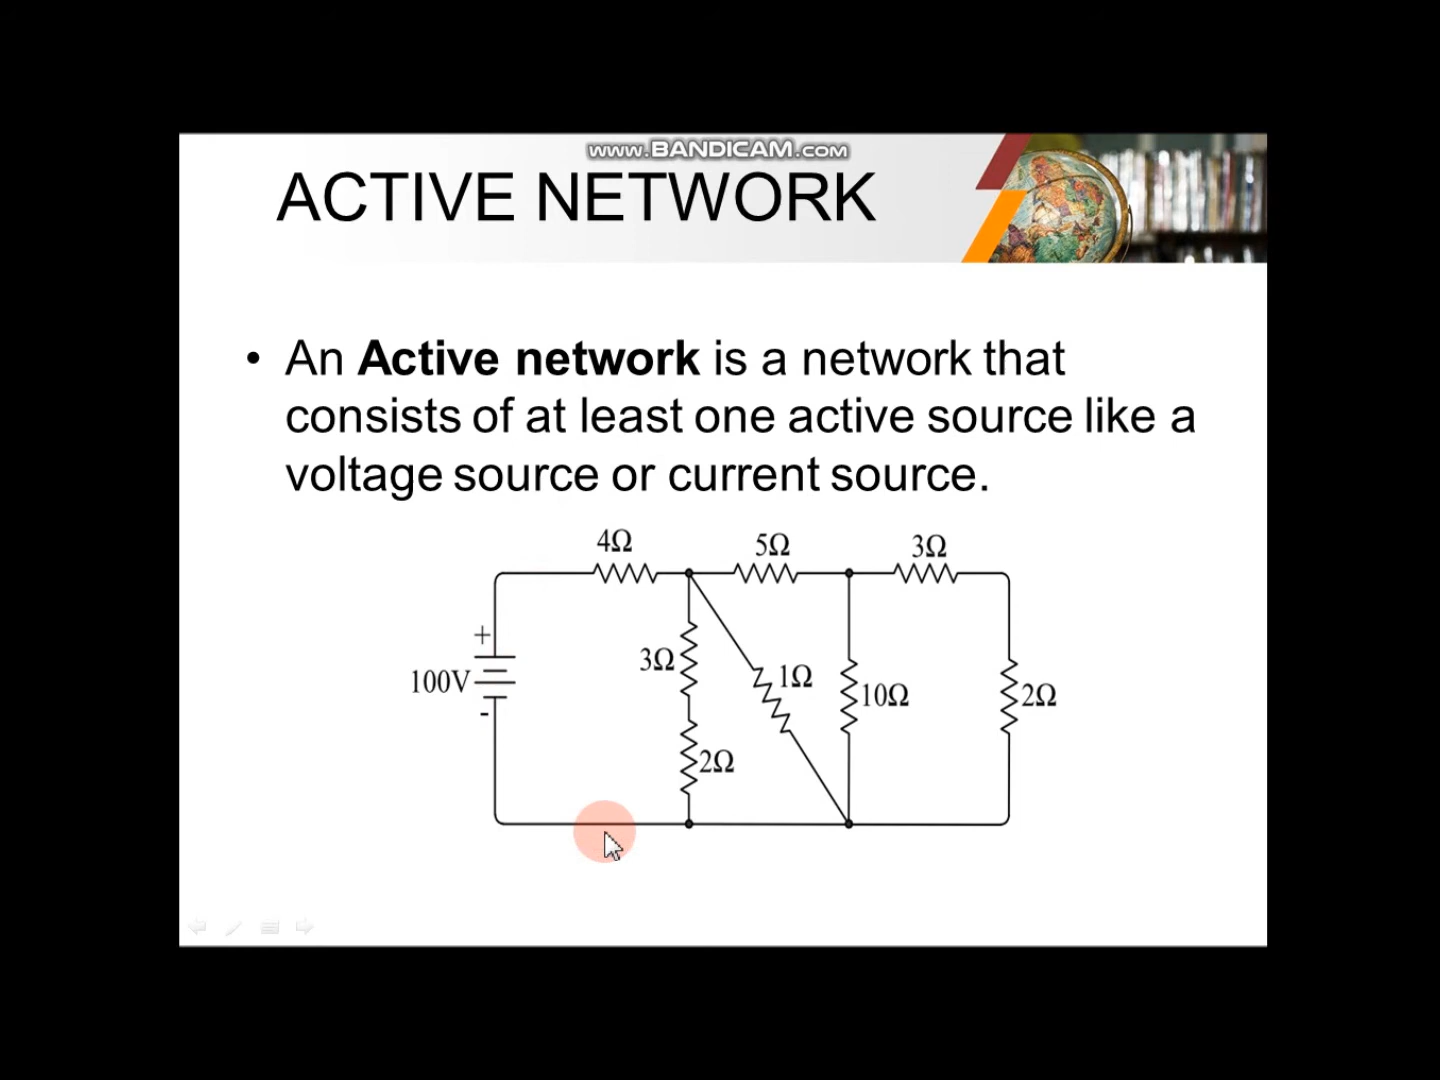 www.BANDICAM.com
ACTIVE NETWORK
• An Active network is a network that
consists of at least one active source like a
voltage source or current source.
4Ω 5Ω 3Ω
+
3Ω 1Ω
100V 10Ω 2Ω
-
2Ω